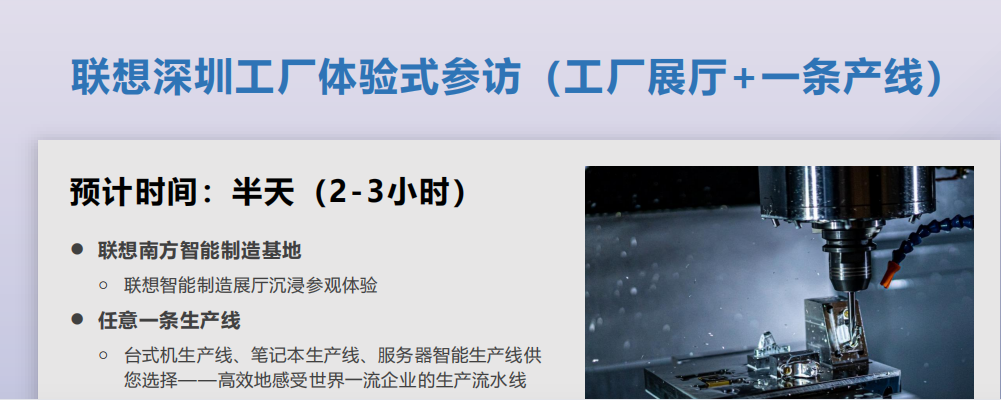 联想深圳工厂体验式参访（工厂展厅+一条产线）
预计时间：半天（2-3小时）
● 联想南方智能制造基地
○ 联想智能制造展厅沉浸参观体验
● 任意一条生产线
○ 台式机生产线、笔记本生产线、服务器智能生产线供
您选择——高效地感受世界一流企业的生产流水线